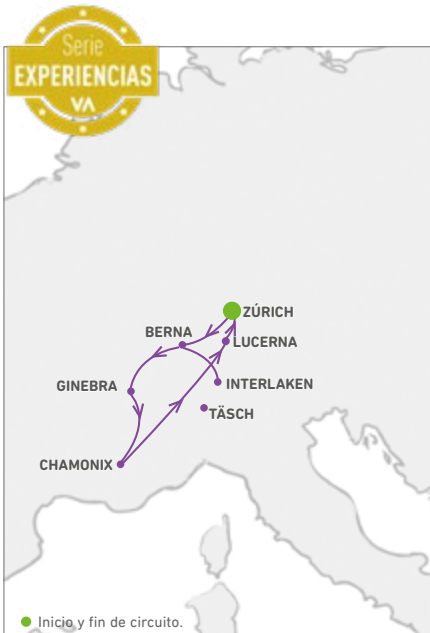 Serie
EXPERIENCIAS
VA
ZÚRICH
BERNA
LUCERNA
GINEBRA
INTERLAKEN
TÄSCH
CHAMONIX
Inicio y fin de circuito.